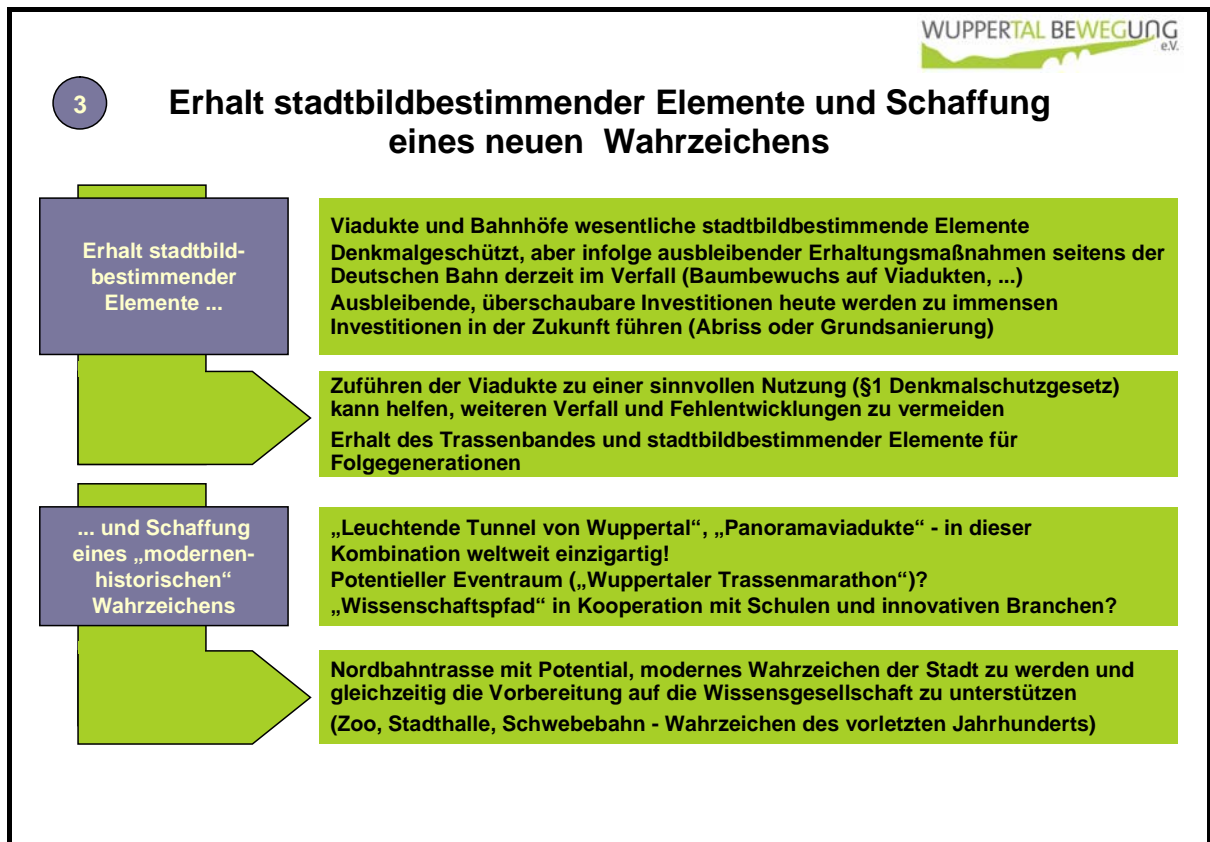 WUPPERTAL BEWEGUNG
e.V.
3
Erhalt stadtbildbestimmender Elemente und Schaffung
eines neuen Wahrzeichens
Erhalt stadtbild-
bestimmender
Elemente ...
Viadukte und Bahnhöfe wesentliche stadtbildbestimmende Elemente
Denkmalgeschützt, aber infolge ausbleibender Erhaltungsmaßnahmen seitens der
Deutschen Bahn derzeit im Verfall (Baumbewuchs auf Viadukten, ...)
Ausbleibende, überschaubare Investitionen heute werden zu immensen
Investitionen in der Zukunft führen (Abriss oder Grundsanierung)
Zuführen der Viadukte zu einer sinnvollen Nutzung (§1 Denkmalschutzgesetz)
kann helfen, weiteren Verfall und Fehlentwicklungen zu vermeiden
Erhalt des Trassenbandes und stadtbildbestimmender Elemente für
Folgegenerationen
... und Schaffung
eines „modernen-
historischen“
Wahrzeichens
„Leuchtende Tunnel von Wuppertal“, „Panoramaviadukte“ - in dieser
Kombination weltweit einzigartig!
Potentieller Eventraum („Wuppertaler Trassenmarathon“)?
„Wissenschaftspfad“ in Kooperation mit Schulen und innovativen Branchen?
Nordbahntrasse mit Potential, modernes Wahrzeichen der Stadt zu werden und
gleichzeitig die Vorbereitung auf die Wissensgesellschaft zu unterstützen
(Zoo, Stadthalle, Schwebebahn - Wahrzeichen des vorletzten Jahrhunderts)